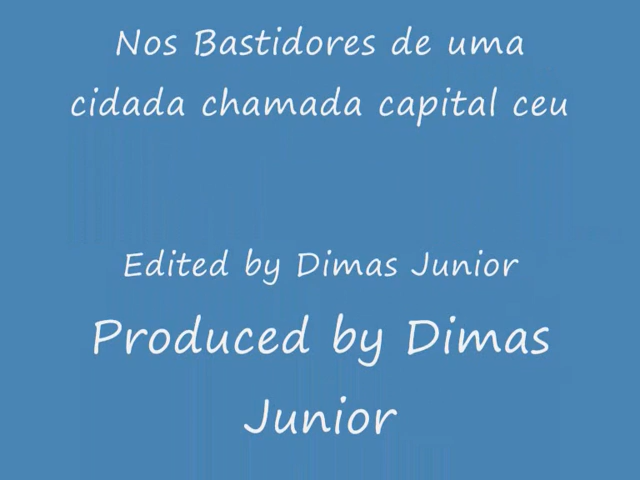 Nos Bastidores de uma
cidada chamada capital ceu
Edited by Dimas Junior
Produced by Dimas
Junior